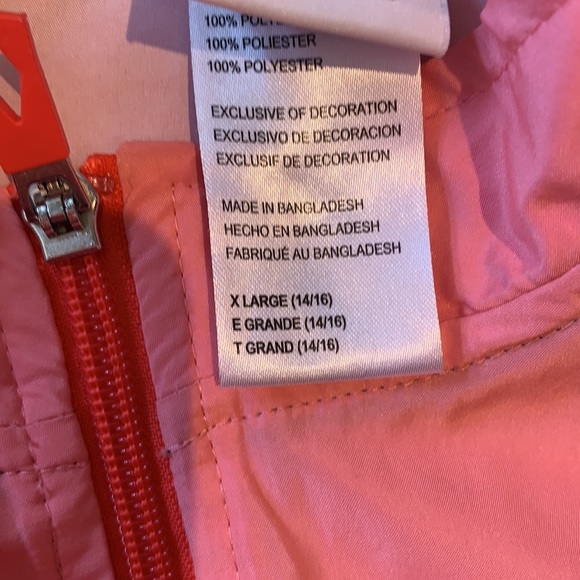 100%
100% POLIESTER
100% POLYESTER
EXCLUSIVE OF DECORATION
EXCLUSIVO DE DECORACION
EXCLUSIF DE DECORATION
MADE IN BANGLADESH
HECHO EN BANGLADESH
FABRIQUÉ AU BANGLADESH
X LARGE (14/16)
E GRANDE (14/16)
T GRAND (14/16)